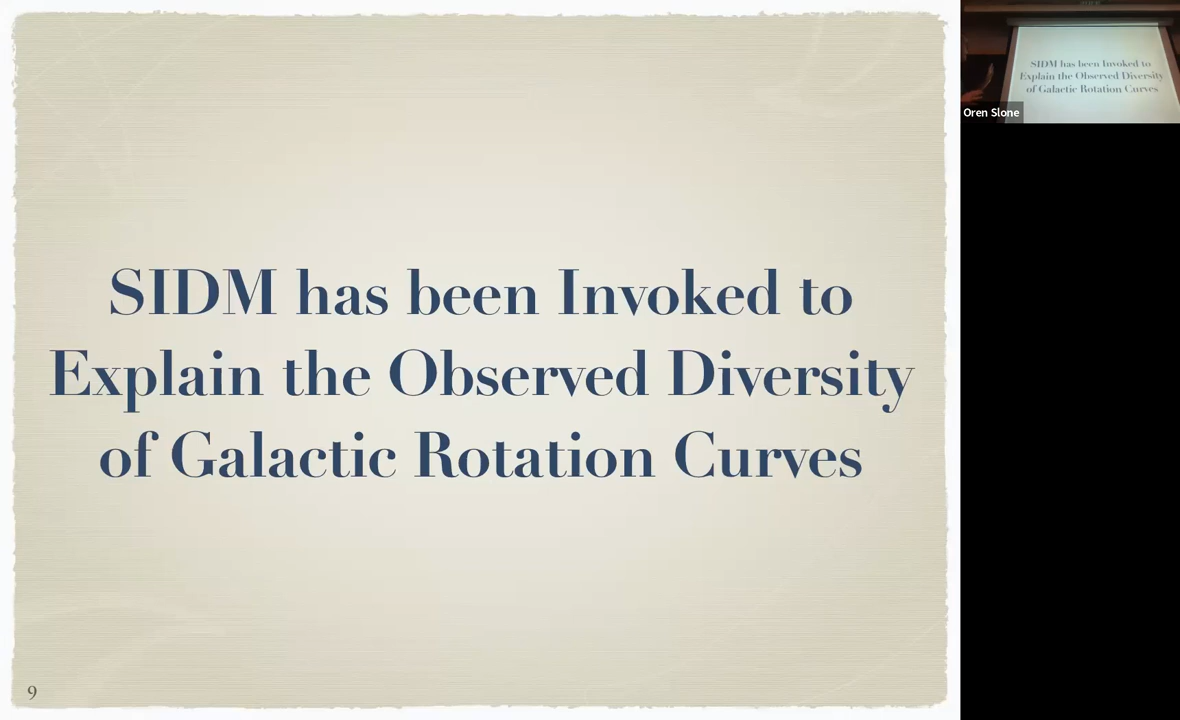 SIDM has been Invoked to
Explain the Observed Diversity
of Galactic Rotation Curves
9
SIDM has been Invoked to
Explain the Observed Diversity
of Galactic Rotation Curves
Oren Slone